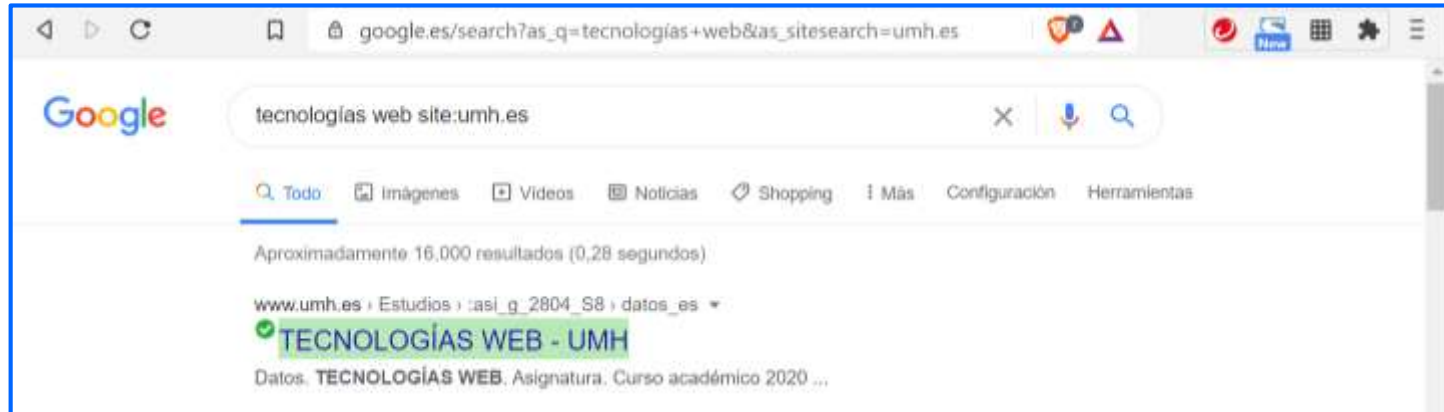 google.es/search?as_q=tecnologías+web&as_sitesearch=umh.es
New
Google
tecnologías web site:umh.es
Todo Imágenes Vídeos Noticias Shopping Más Configuración Herramientas
Aproximadamente 16,000 resultados (0,28 segundos)
www.umh.es › Estudios › :asi_g_2804_S8 › datos_es
TECNOLOGÍAS WEB - UMH
Datos. TECNOLOGÍAS WEB. Asignatura. Curso académico 2020 ...